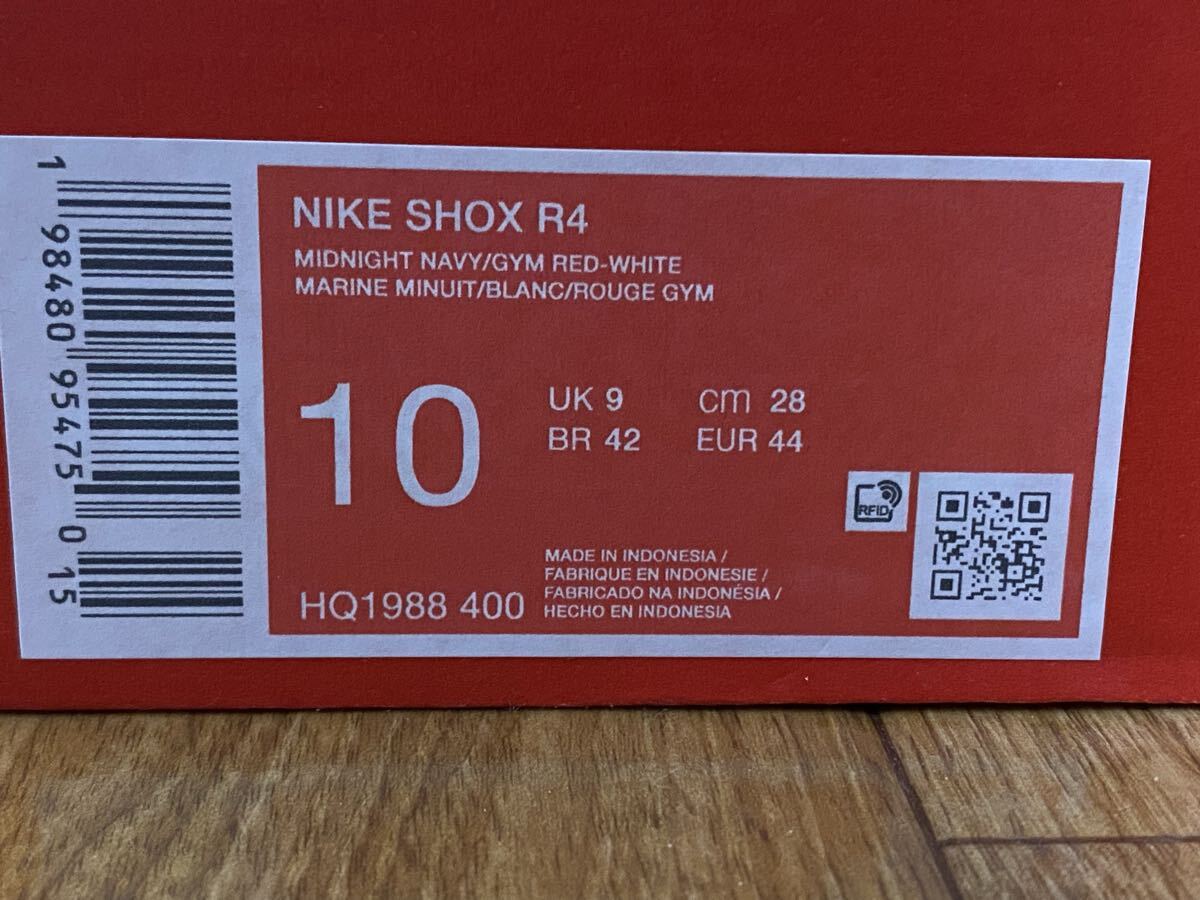 1 98480 95475 0 15
NIKE SHOX R4
MIDNIGHT NAVY/GYM RED-WHITE
MARINE MINUIT/BLANC/ROUGE GYM
10
UK 9 cm 28
BR 42 EUR 44
RFID
MADE IN INDONESIA /
FABRIQUE EN INDONESIE /
FABRICADO NA INDONÉSIA /
HECHO EN INDONESIA
HQ1988 400